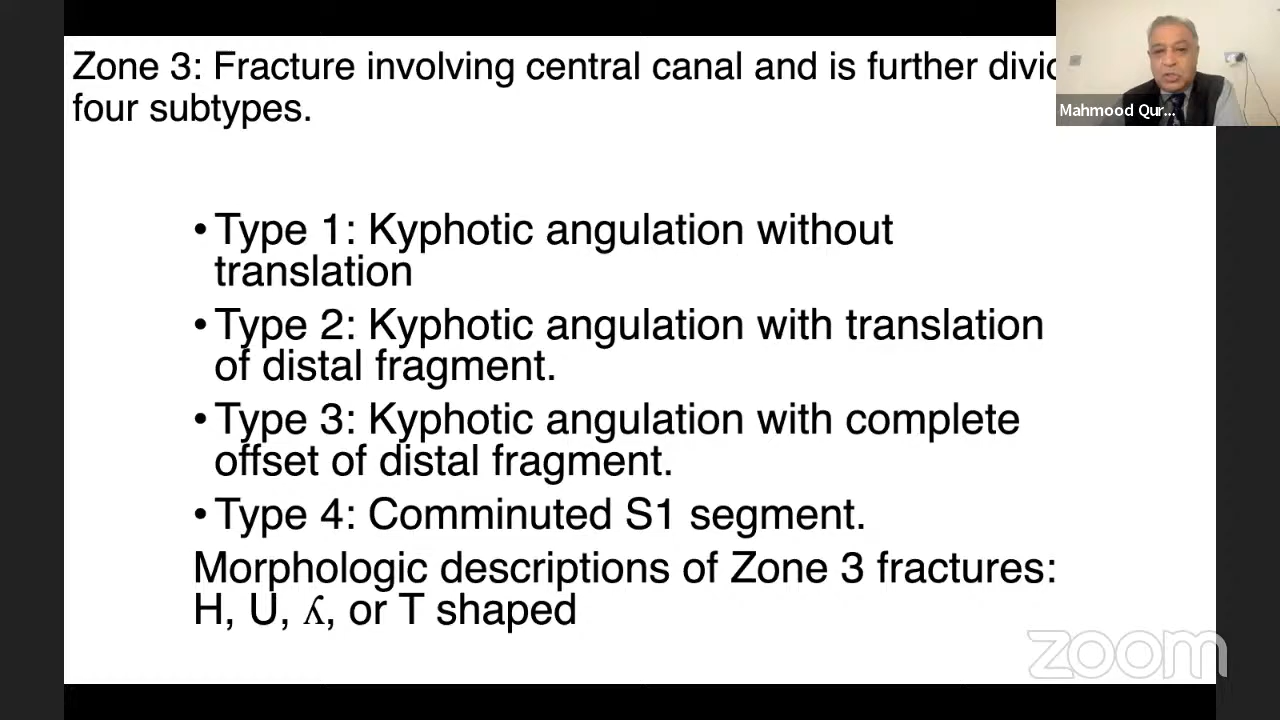 Zone 3: Fracture involving central canal and is further
four subtypes.
Mahmood Qur...
• Type 1: Kyphotic angulation without
translation
• Type 2: Kyphotic angulation with translation
of distal fragment.
• Type 3: Kyphotic angulation with complete
offset of distal fragment.
• Type 4: Comminuted S1 segment.
Morphologic descriptions of Zone 3 fractures:
H, U, ʎ, or T shaped
zoom